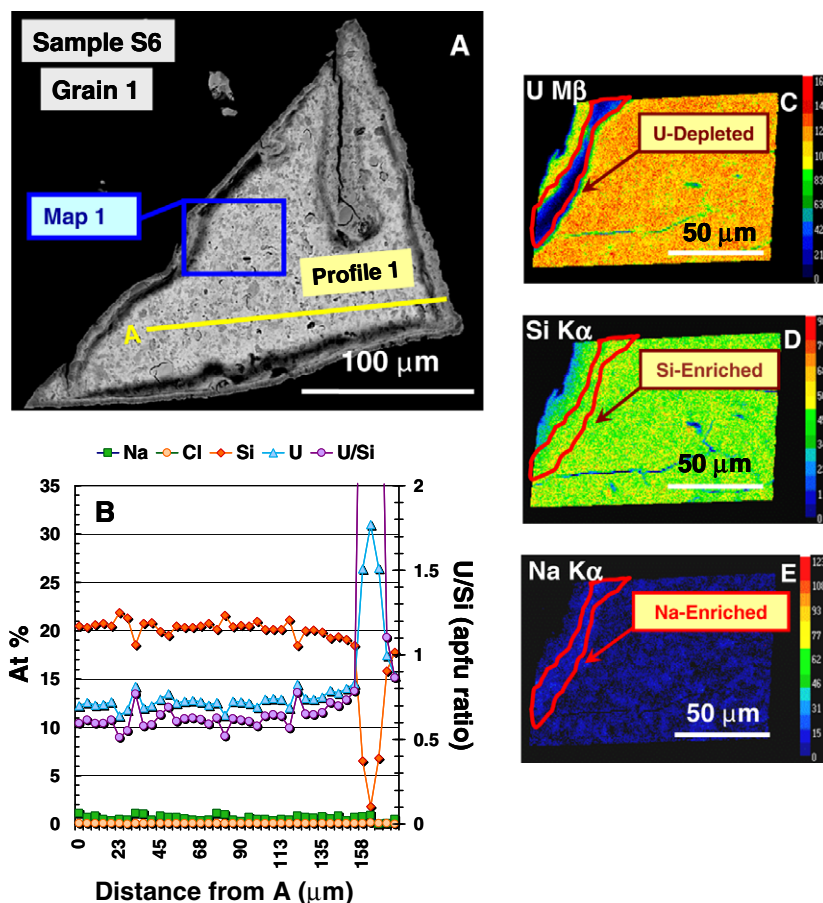 Sample S6
A
Grain 1
Map 1
Profile 1
A
100 μm
U Mβ
C
U-Depleted
50 μm
Si Kα
D
Si-Enriched
50 μm
Na Kα
E
Na-Enriched
50 μm
Na Cl Si U U/Si
B
At %
35
30
25
20
15
10
5
0
2
1.5
1
0.5
0
U/Si (apfu ratio)
0 23 45 68 90 113 135 158
Distance from A (μm)